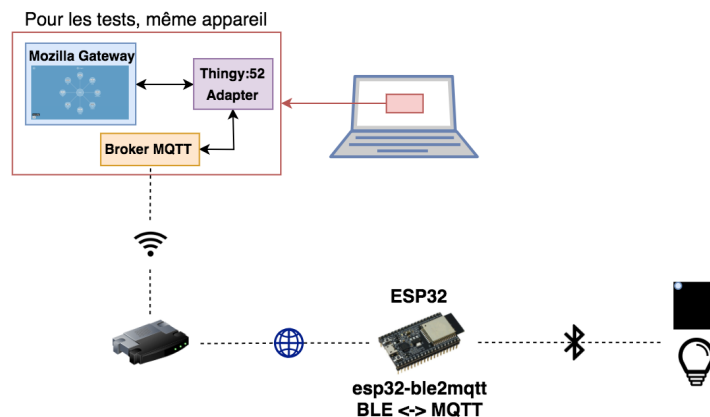 Pour les tests, même appareil
Mozilla Gateway
Thingy:52
Adapter
Broker MQTT
ESP32
esp32-ble2mqtt
BLE <-> MQTT